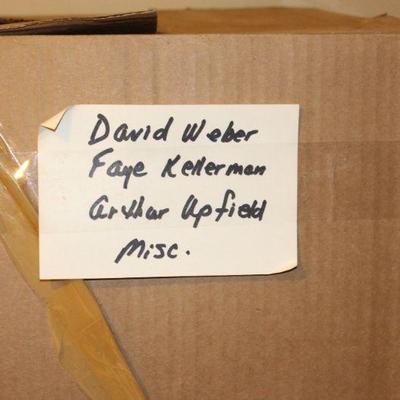 David Weber
Faye Kellerman
Arthur Upfield
Misc.